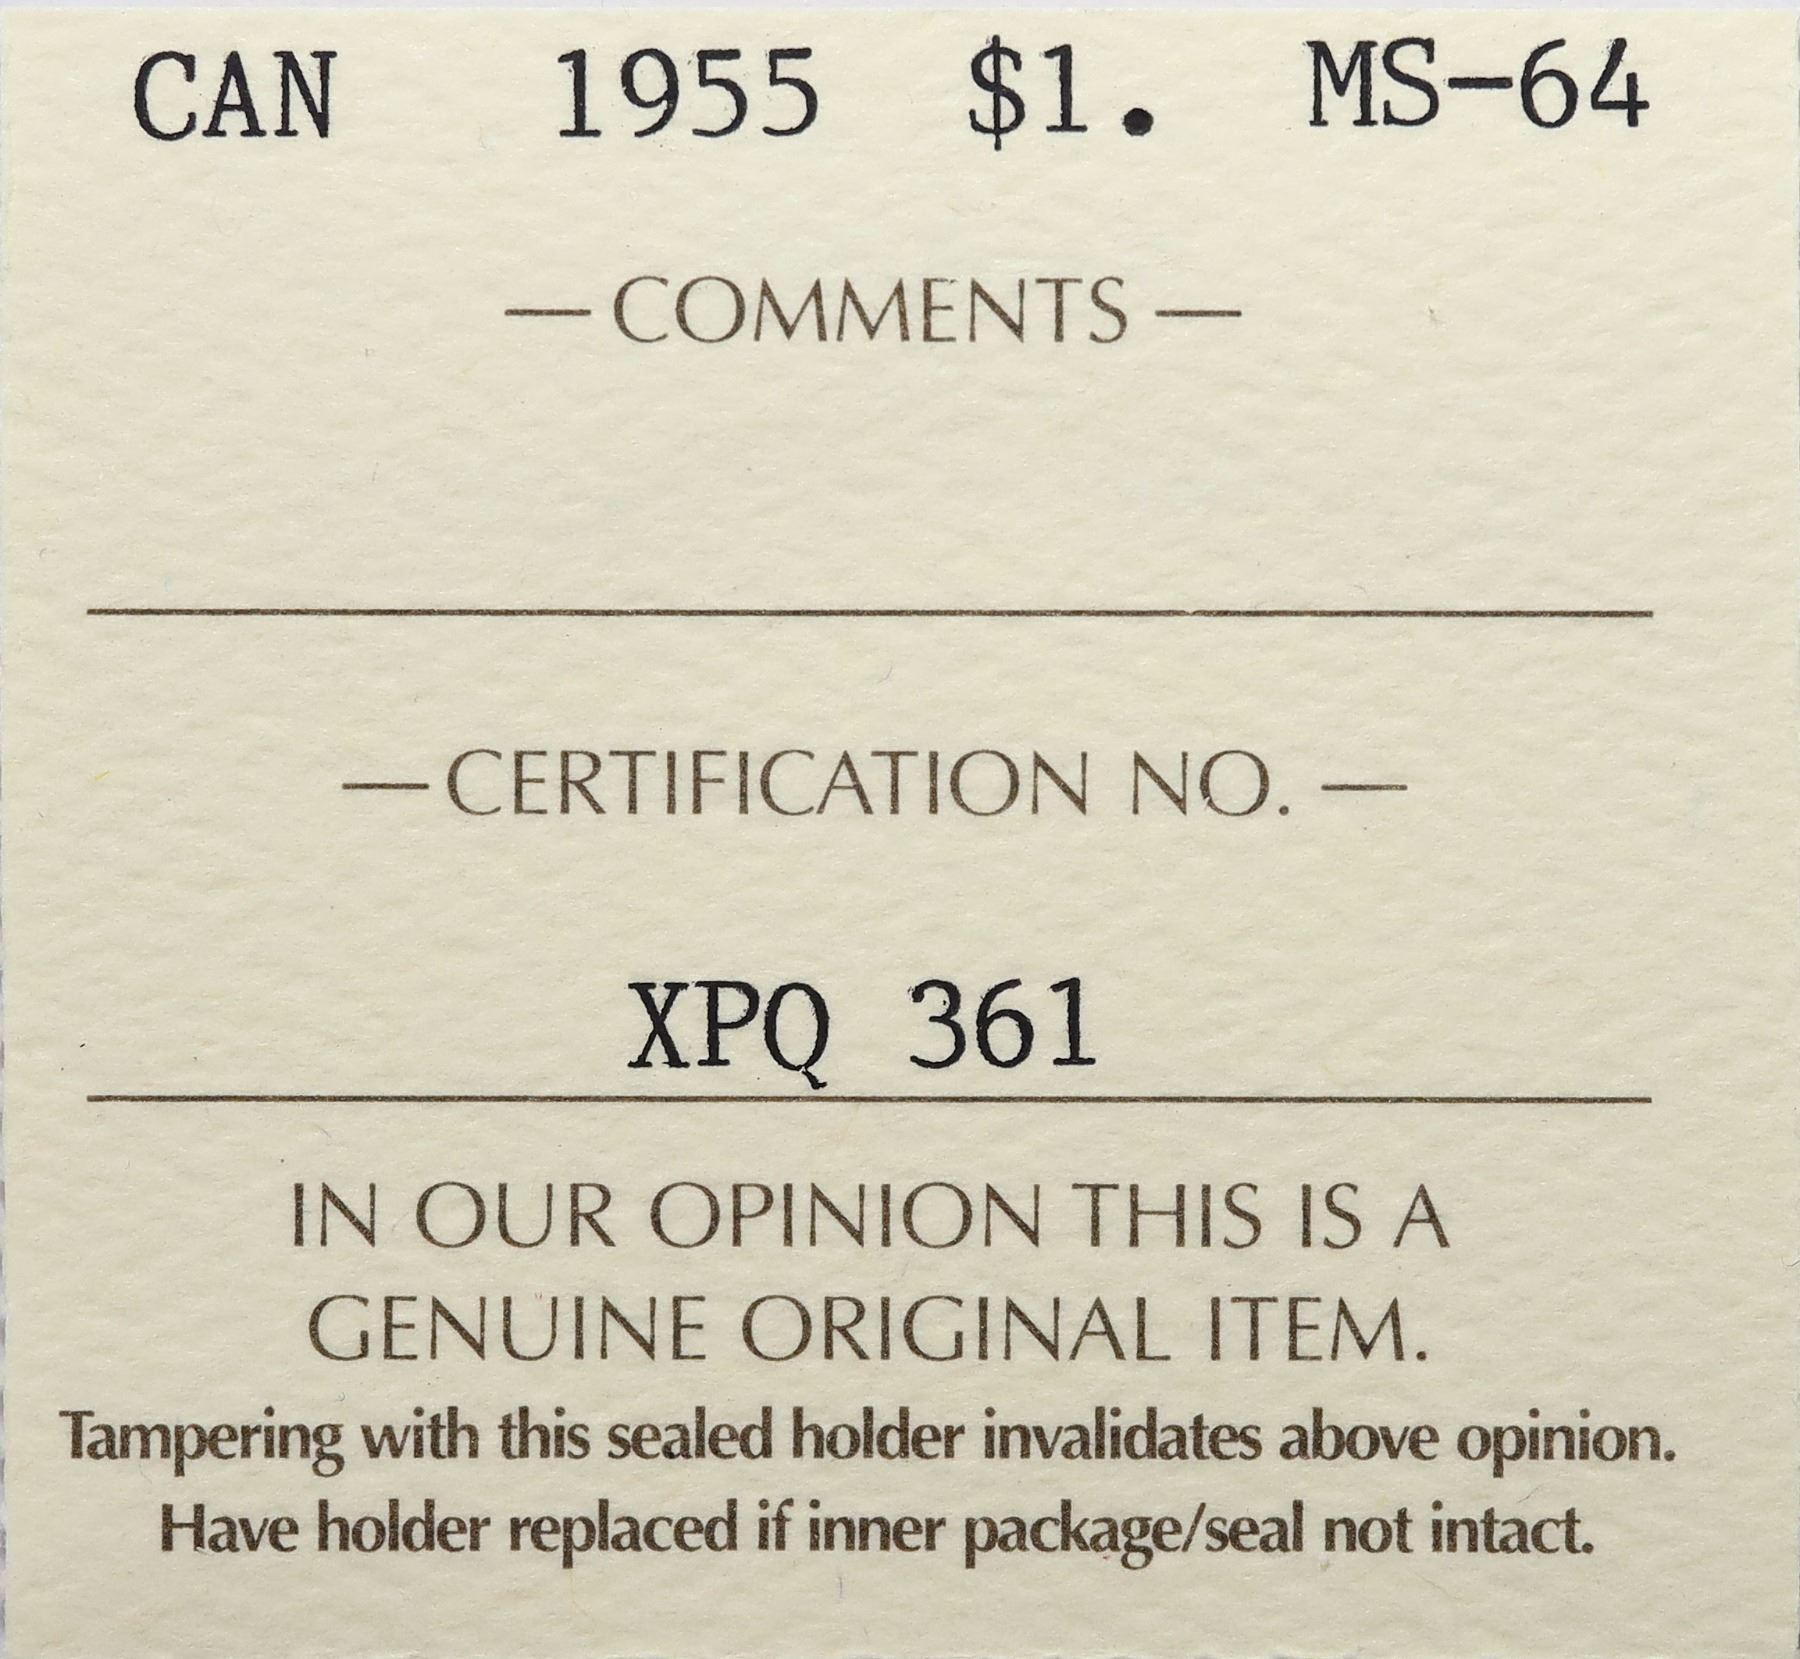 CAN 1955 $1. MS-64
— COMMENTS —
— CERTIFICATION NO. —
XPQ 361
IN OUR OPINION THIS IS A
GENUINE ORIGINAL ITEM.
Tampering with this sealed holder invalidates above opinion.
Have holder replaced if inner package/seal not intact.